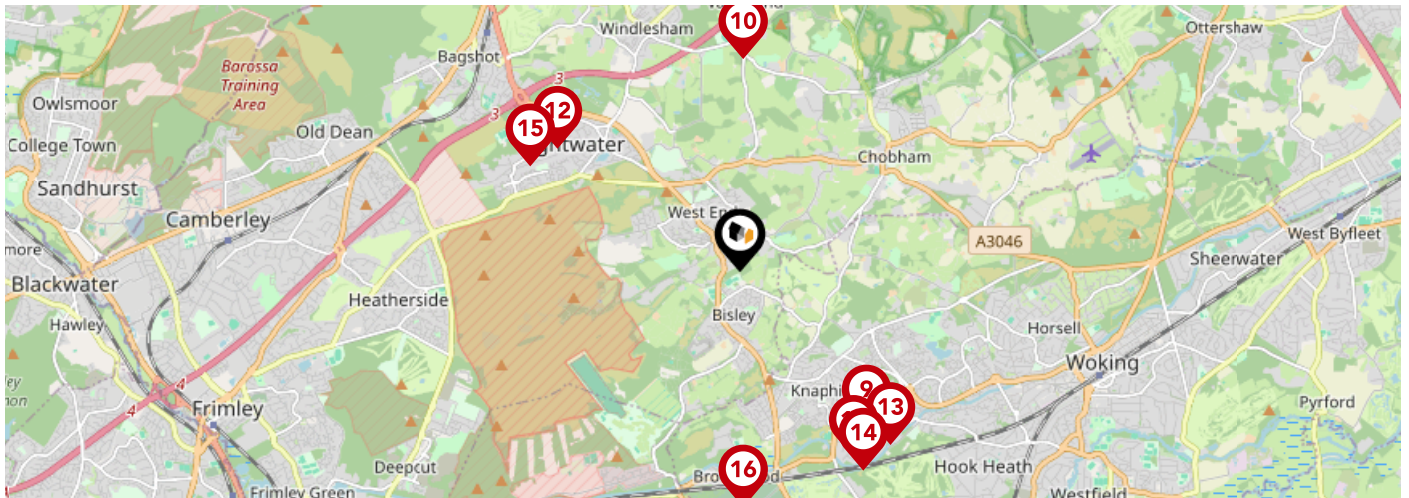 10
Windlesham
Ottershaw
Bagshot
Barossa
Training
Area
3
Owlsmoor
12
3
15
Old Dean
College Town
Chobham
Sandhurst
Camberley
West End
A3046
West Byfleet
Sheerwater
Blackwater
Heatherside
Bisley
Hawley
Horsell
Woking
4
9
4
Frimley
13
14
Pyrford
Deepcut
16
Hook Heath
Frimley Green
Westfield